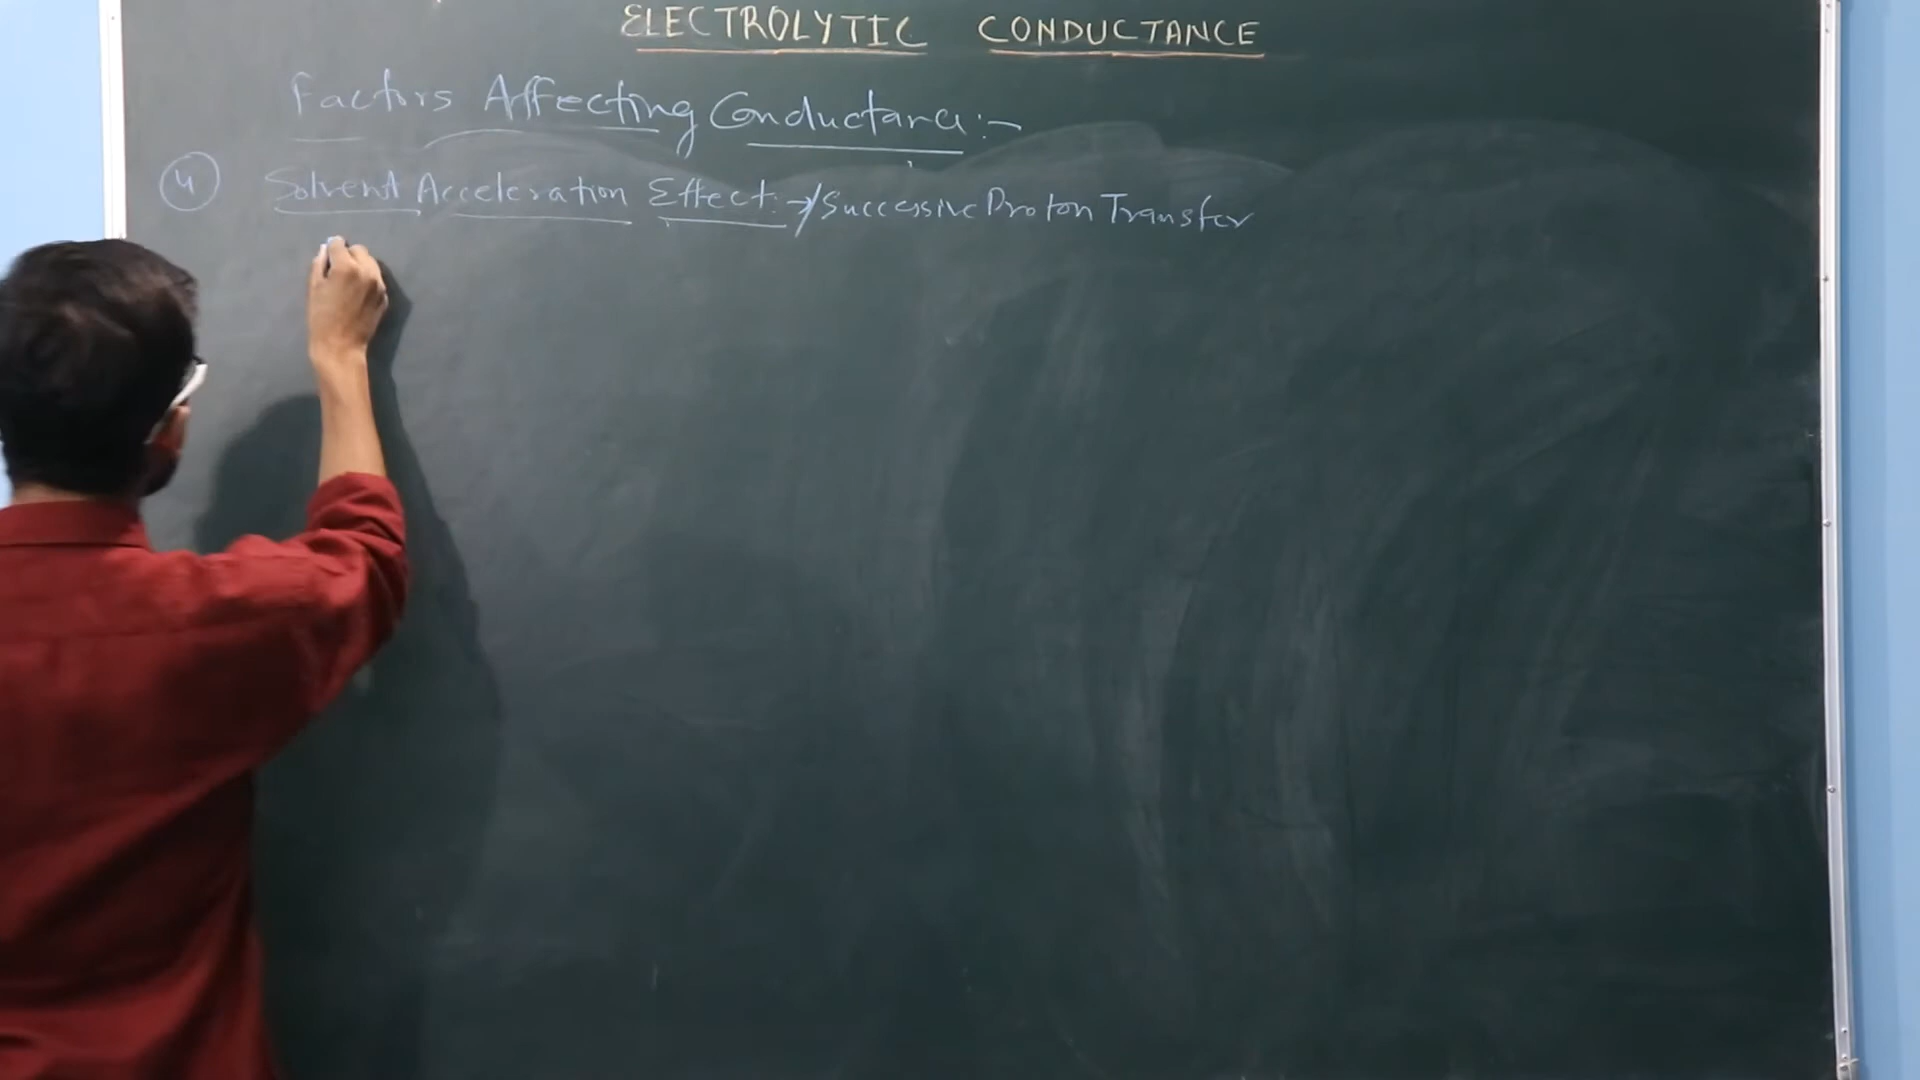 ELECTROLYTIC CONDUCTANCE
Factors Affecting Conductance:-
4 Solvent Acceleration Effect:-/Successive Proton Transfer